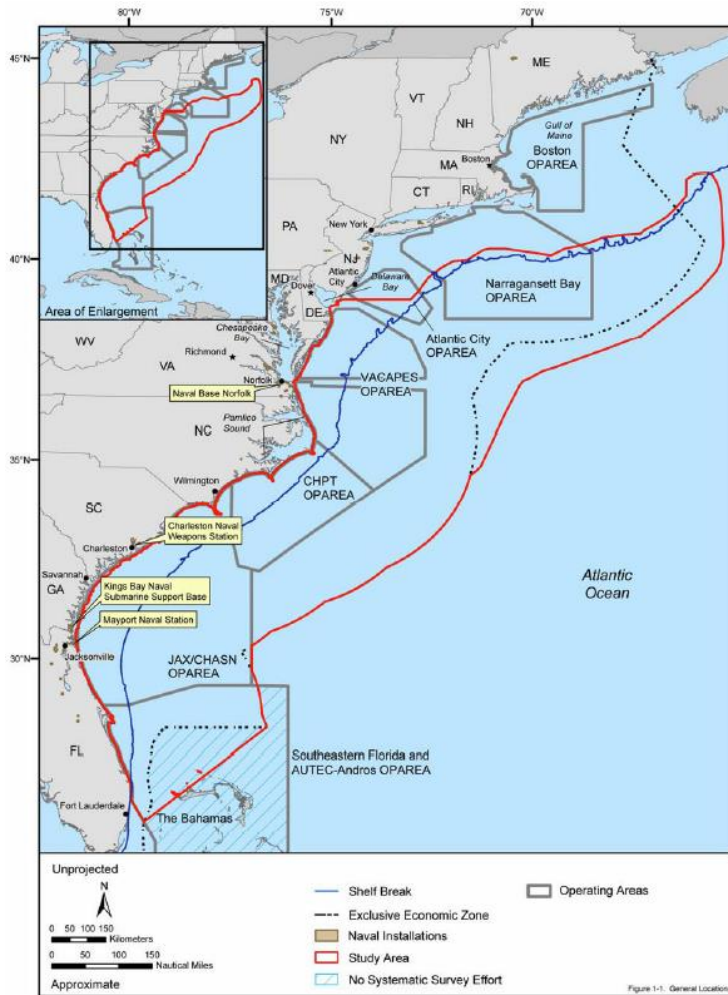 80°W
75°W
70°W
45°N
ME
VT
NH
NY
Gulf of
Maine
Boston
OPAREA
Boston
MA
CT
RI
PA
New York
40°N
NJ
Atlantic
City
MD
Dover
Delaware
Bay
DE
Narragansett Bay
OPAREA
Area of Enlargement
Atlantic City
OPAREA
WV
Chesapeake
Bay
Richmond
VA
Norfolk
VACAPES
OPAREA
Naval Base Norfolk
Pamlico
Sound
NC
35°N
CHPT
OPAREA
Wilmington
SC
Charleston Naval
Weapons Station
Charleston
Savannah
GA
Kings Bay Naval
Submarine Support Base
Atlantic
Ocean
Mayport Naval Station
30°N
Jacksonville
JAX/CHASN
OPAREA
FL
Southeastern Florida and
AUTEC-Andros OPAREA
Fort Lauderdale
The Bahamas
Unprojected
N
0 50 100 150
Kilometers
0 50 100 150
Nautical Miles
Approximate
Shelf Break
Exclusive Economic Zone
Naval Installations
Study Area
No Systematic Survey Effort
Operating Areas
Figure 1-1. General Location